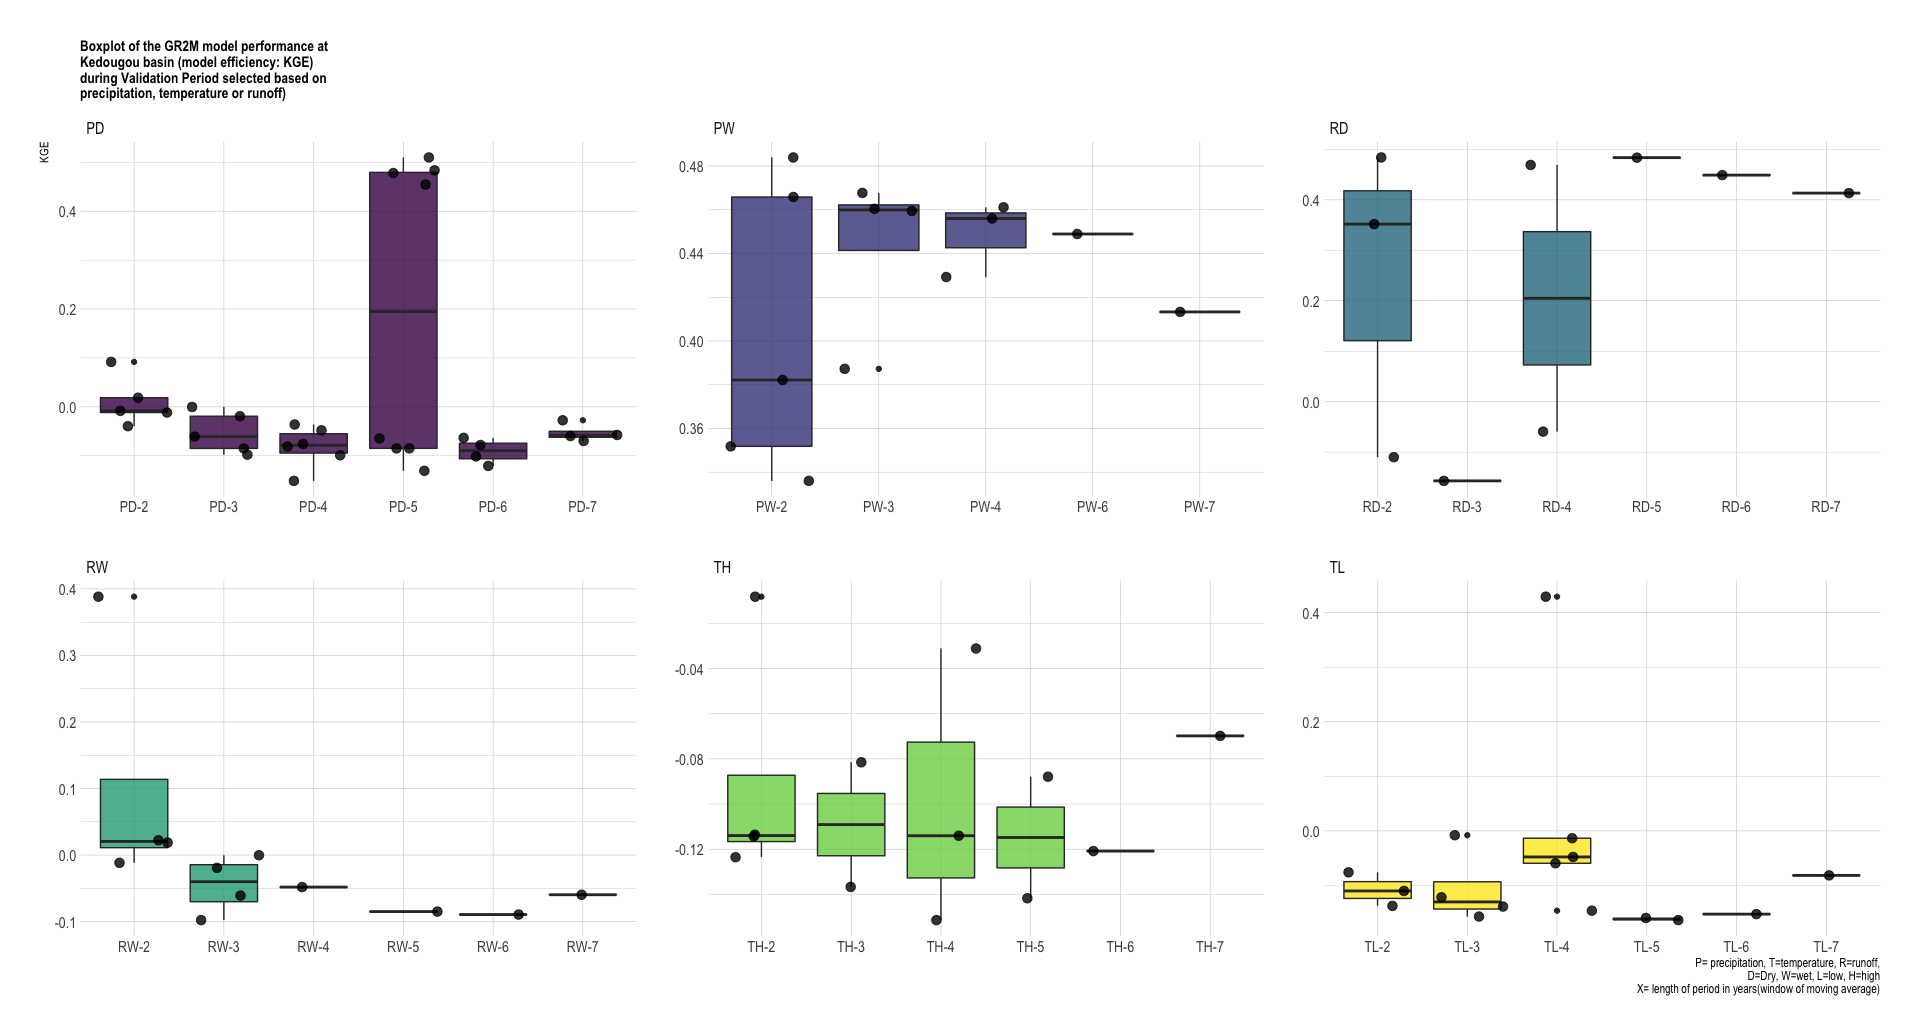 Boxplot of the GR2M model performance at
Kedougou basin (model efficiency: KGE)
during Validation Period selected based on
precipitation, temperature or runoff)
KGE
PD
0.4
0.2
0.0
PD-2 PD-3 PD-4 PD-5 PD-6 PD-7
PW
0.48
0.44
0.40
0.36
PW-2 PW-3 PW-4 PW-6 PW-7
RD
0.4
0.2
0.0
RD-2 RD-3 RD-4 RD-5 RD-6 RD-7
RW
0.4
0.3
0.2
0.1
0.0
-0.1
RW-2 RW-3 RW-4 RW-5 RW-6 RW-7
TH
-0.04
-0.08
-0.12
TH-2 TH-3 TH-4 TH-5 TH-6 TH-7
TL
0.4
0.2
0.0
TL-2 TL-3 TL-4 TL-5 TL-6 TL-7
P= precipitation, T=temperature, R=runoff,
D=Dry, W=wet, L=low, H=high
X= length of period in years(window of moving average)